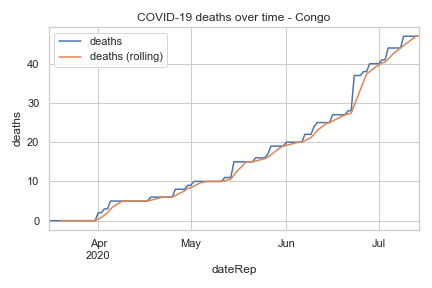 COVID-19 deaths over time - Congo
deaths
deaths (rolling)
40
30
20
10
0
deaths
Apr
2020
May
Jun
Jul
dateRep